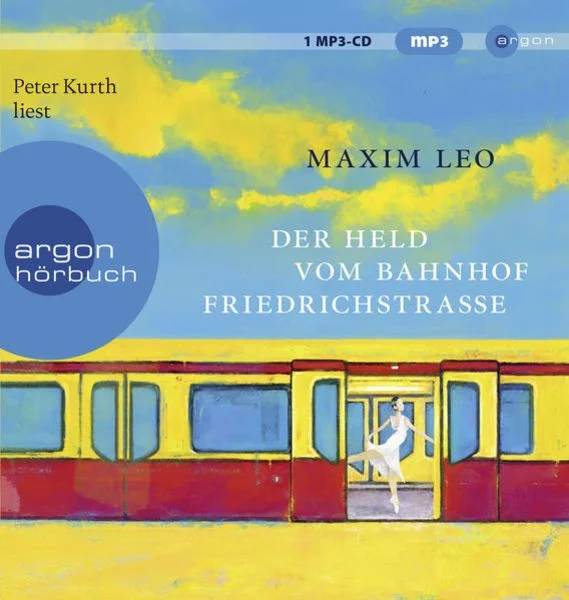 1 MP3-CD
mp3
argon
Peter Kurth
liest
MAXIM LEO
argon
hörbuch
DER HELD
VOM BAHNHOF
FRIEDRICHSTRASSE